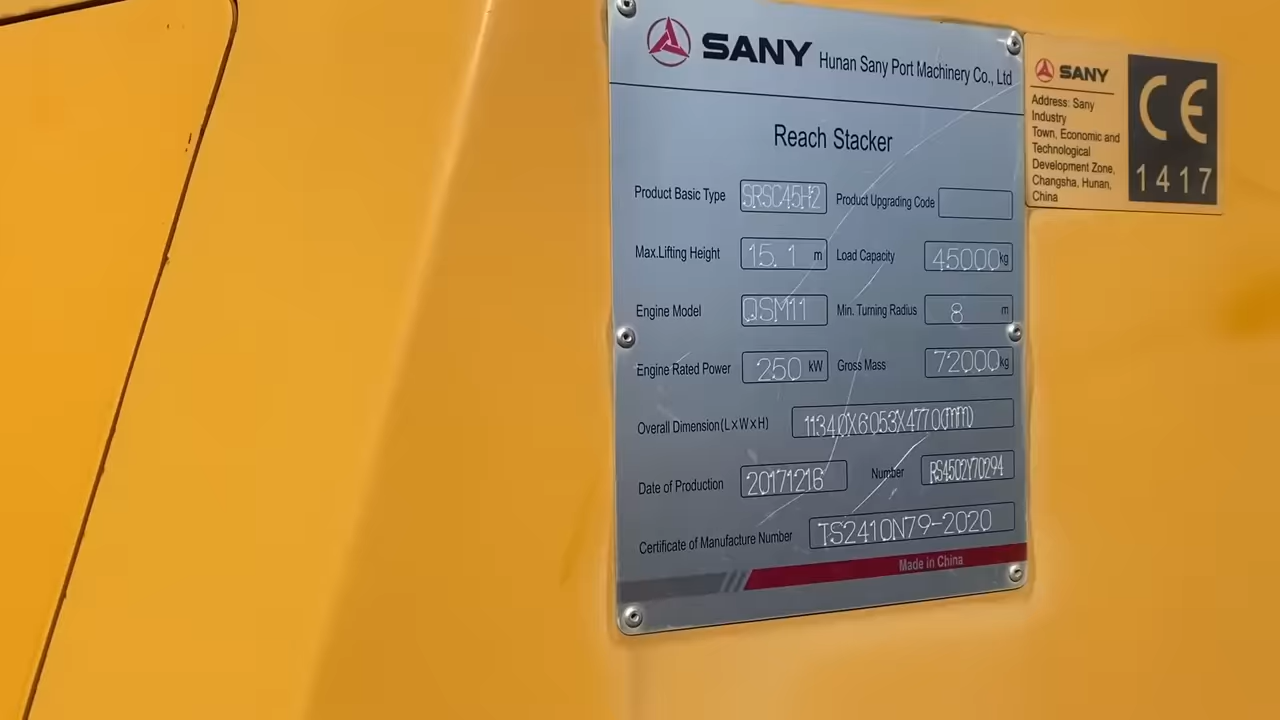 SANY Hunan Sany Port Machinery Co., Ltd
Reach Stacker
Product Basic Type SRSC45H2 Product Upgrading Code
Max.Lifting Height 15.1 m Load Capacity 45000 kg
Engine Model QSM11 Min. Turning Radius 8 m
Engine Rated Power 250 kW Gross Mass 72000 kg
Overall Dimension(L×W×H) 11340X6053X4770(mm)
Date of Production 20171216 Number RS4502Y70294
Certificate of Manufacture Number TS2410N79-2020
Made in China
SANY
Address: Sany
Industry
Town, Economic and
Technological
Development Zone,
Changsha, Hunan,
China
CE
1417